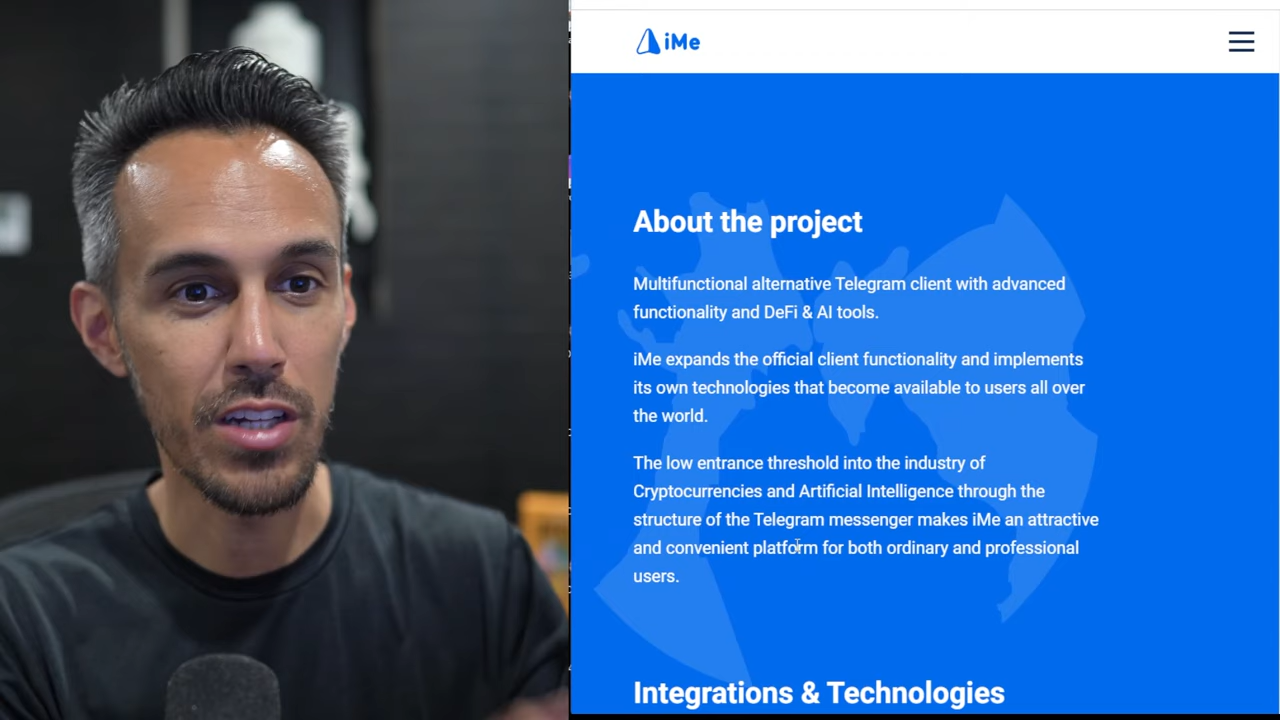 iMe
About the project
Multifunctional alternative Telegram client with advanced
functionality and DeFi & AI tools.
iMe expands the official client functionality and implements
its own technologies that become available to users all over
the world.
The low entrance threshold into the industry of
Cryptocurrencies and Artificial Intelligence through the
structure of the Telegram messenger makes iMe an attractive
and convenient platform for both ordinary and professional
users.
Integrations & Technologies